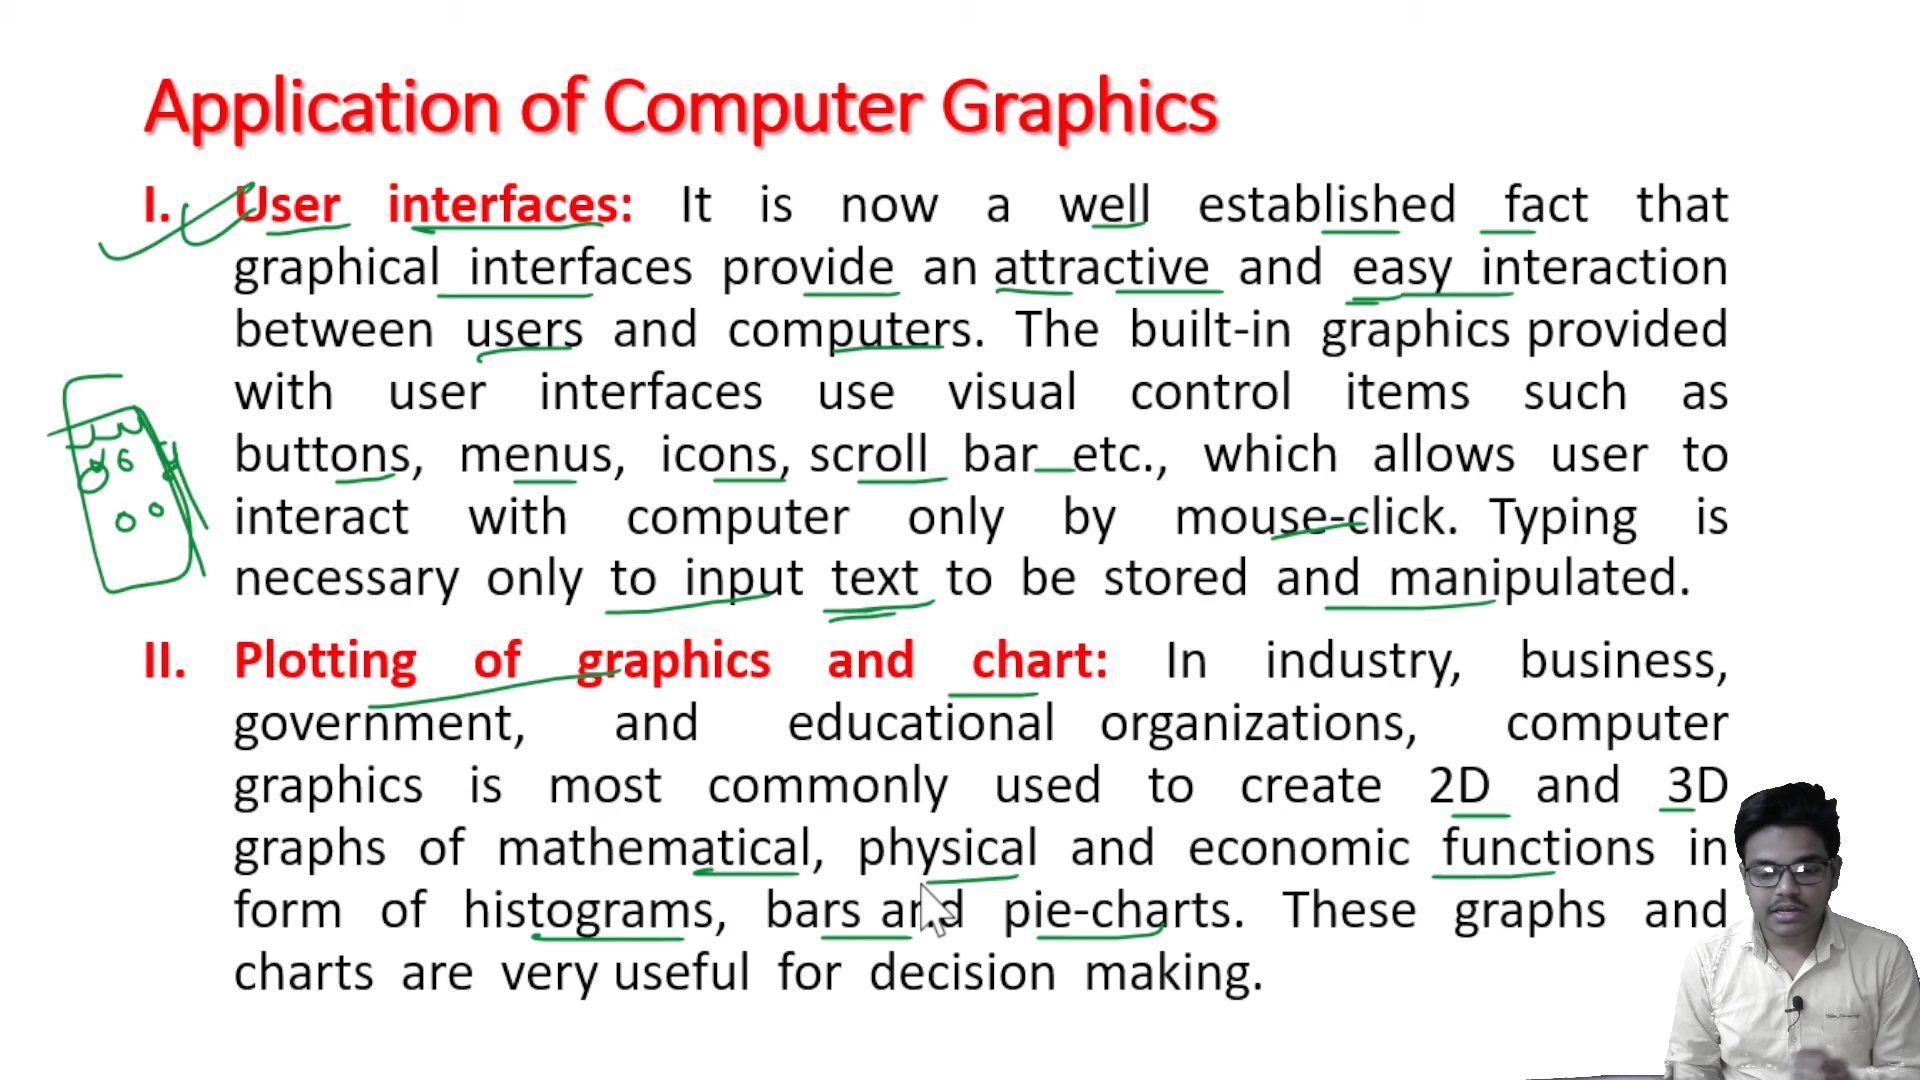 Application of Computer Graphics
I. User interfaces: It is now a well established fact that
graphical interfaces provide an attractive and easy interaction
between users and computers. The built-in graphics provided
with user interfaces use visual control items such as
buttons, menus, icons, scroll bar etc., which allows user to
interact with computer only by mouse-click. Typing is
necessary only to input text to be stored and manipulated.
II. Plotting of graphics and chart: In industry, business,
government, and educational organizations, computer
graphics is most commonly used to create 2D and 3D
graphs of mathematical, physical and economic functions in
form of histograms, bars and pie-charts. These graphs and
charts are very useful for decision making.